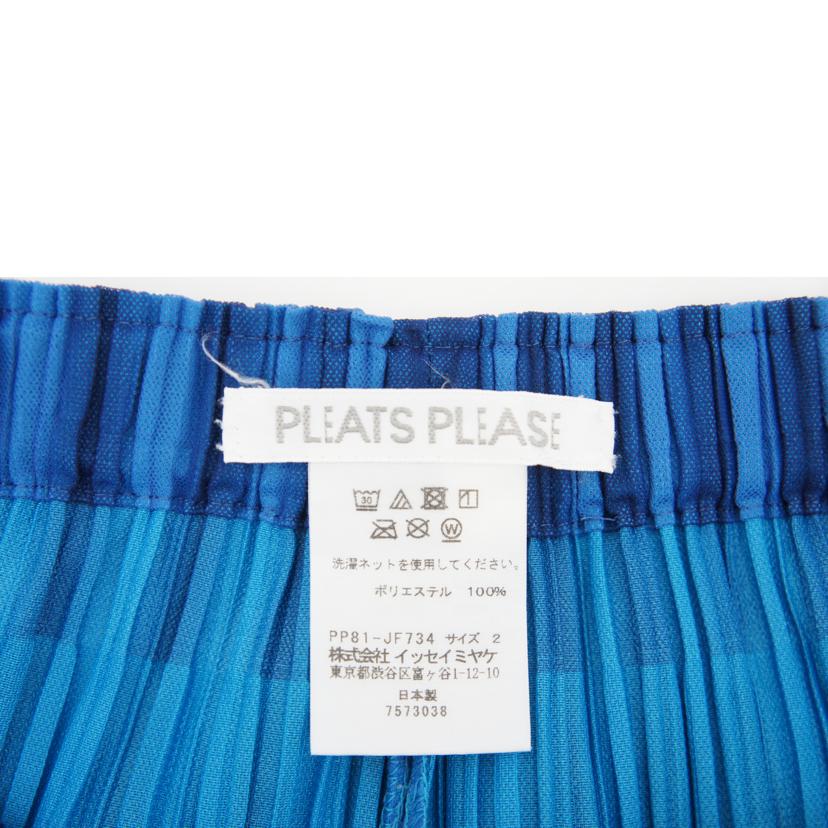 PLEATS PLEASE
30
W
洗濯ネットを使用してください。
ポリエステル 100%
PP81-JF734 サイズ 2
株式会社 イッセイミヤケ
東京都渋谷区富ヶ谷1-12-10
日本製
7573038